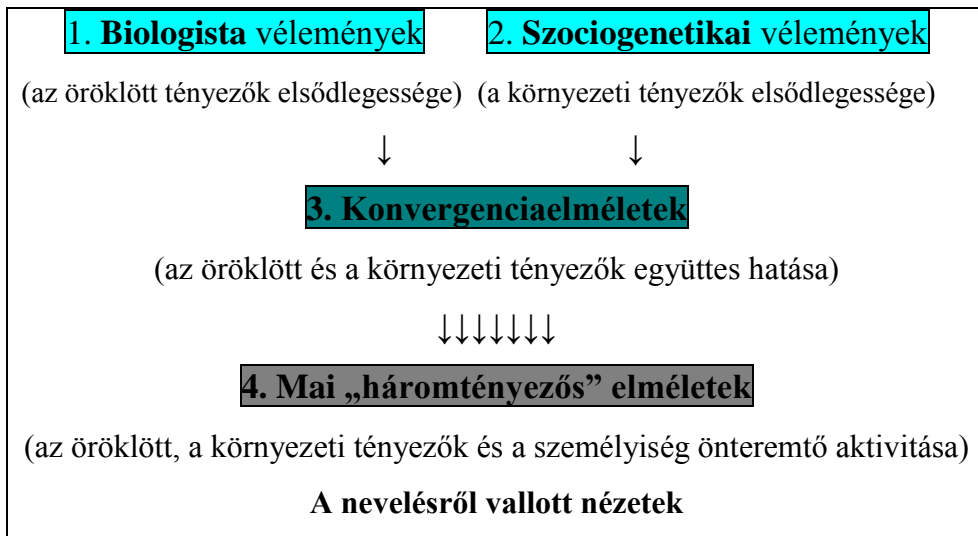 1. Biologista vélemények 2. Szociogenetikai vélemények
(az öröklött tényezők elsődlegessége) (a környezeti tényezők elsődlegessége)
↓ ↓
3. Konvergenciaelméletek
(az öröklött és a környezeti tényezők együttes hatása)
↓↓↓↓↓↓↓
4. Mai „háromtényezős” elméletek
(az öröklött, a környezeti tényezők és a személyiség önteremtő aktivitása)
A nevelésről vallott nézetek